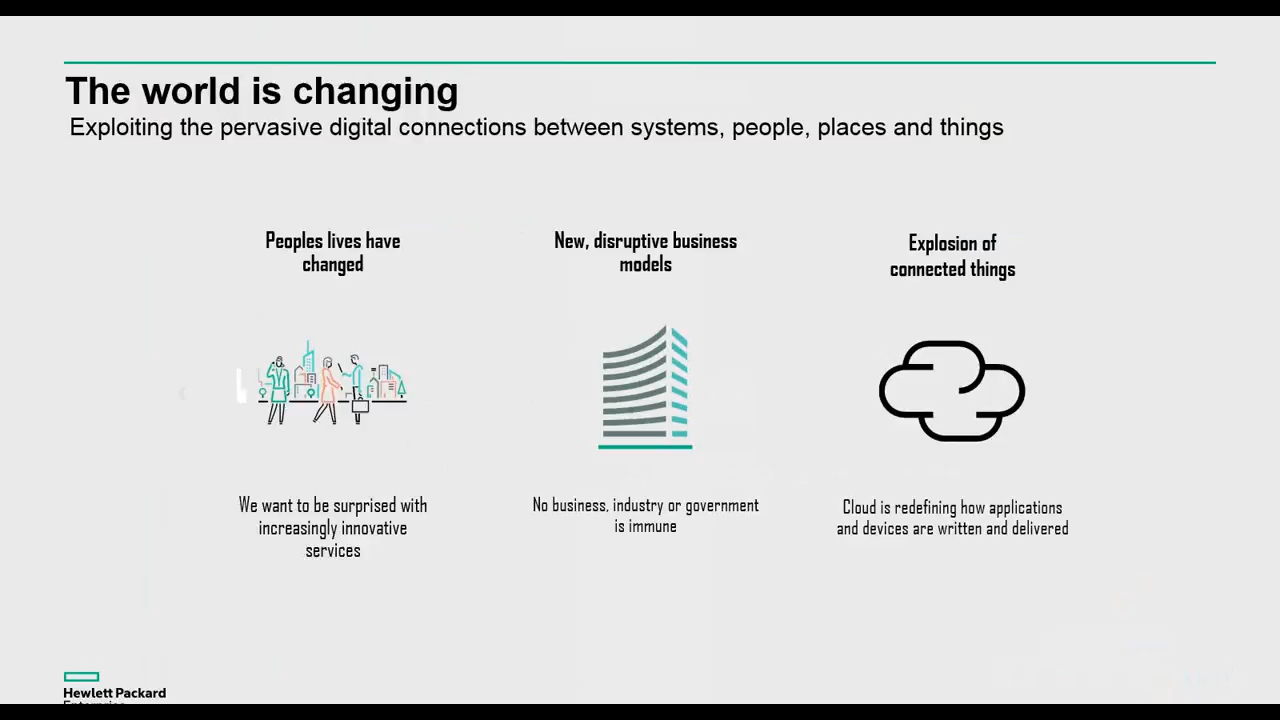 The world is changing
Exploiting the pervasive digital connections between systems, people, places and things
Peoples lives have
changed
New, disruptive business
models
Explosion of
connected things
We want to be surprised with
increasingly innovative
services
No business, industry or government
is immune
Cloud is redefining how applications
and devices are written and delivered
Hewlett Packard
Enterprise